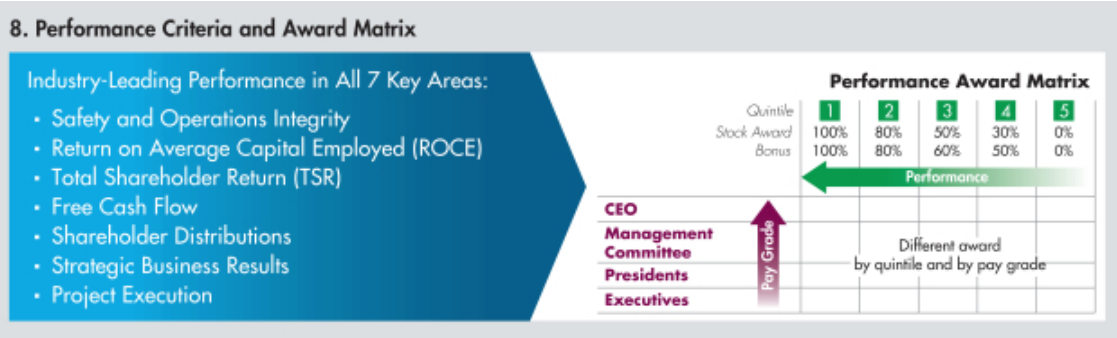 8. Performance Criteria and Award Matrix
Industry-Leading Performance in All 7 Key Areas:
• Safety and Operations Integrity
• Return on Average Capital Employed (ROCE)
• Total Shareholder Return (TSR)
• Free Cash Flow
• Shareholder Distributions
• Strategic Business Results
• Project Execution
Performance Award Matrix
Quintile 1 2 3 4 5
Stock Award 100% 80% 50% 30% 0%
Bonus 100% 80% 60% 50% 0%
Performance
CEO
Management
Committee
Presidents
Executives
Pay Grade
Different award
by quintile and by pay grade